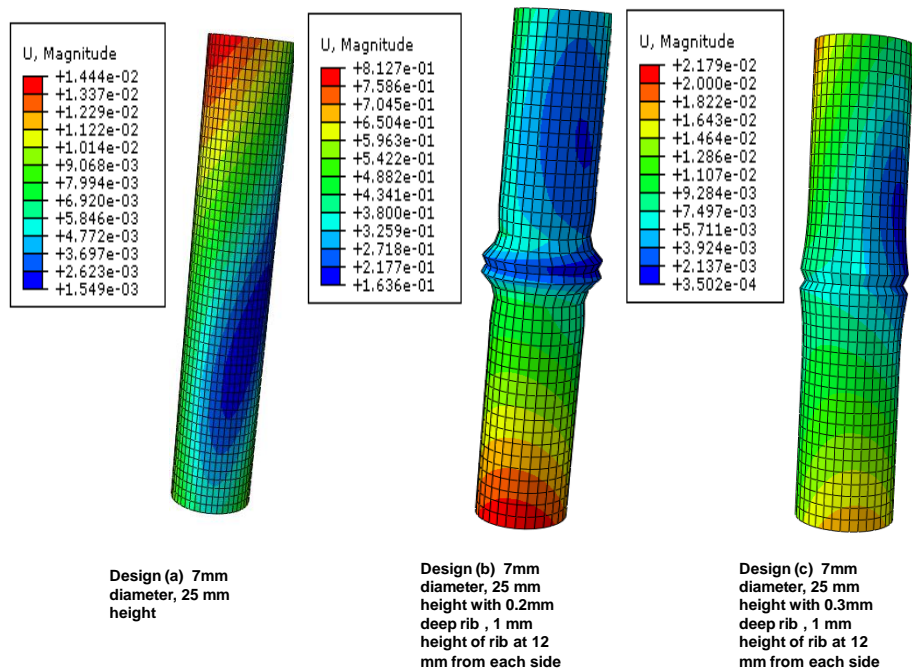 U, Magnitude
+1.444e-02
+1.337e-02
+1.229e-02
+1.122e-02
+1.014e-02
+9.068e-03
+7.994e-03
+6.920e-03
+5.846e-03
+4.772e-03
+3.697e-03
+2.623e-03
+1.549e-03
U, Magnitude
+8.127e-01
+7.586e-01
+7.045e-01
+6.504e-01
+5.963e-01
+5.422e-01
+4.882e-01
+4.341e-01
+3.800e-01
+3.259e-01
+2.718e-01
+2.177e-01
+1.636e-01
U, Magnitude
+2.179e-02
+2.000e-02
+1.822e-02
+1.643e-02
+1.464e-02
+1.286e-02
+1.107e-02
+9.284e-03
+7.497e-03
+5.711e-03
+3.924e-03
+2.137e-03
+3.502e-04
Design (a) 7mm
diameter, 25 mm
height
Design (b) 7mm
diameter, 25 mm
height with 0.2mm
deep rib , 1 mm
height of rib at 12
mm from each side
Design (c) 7mm
diameter, 25 mm
height with 0.3mm
deep rib , 1 mm
height of rib at 12
mm from each side